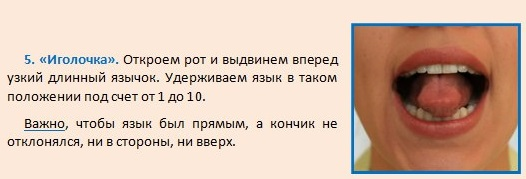 5. «Иголочка». Откроем рот и выдвинем вперед
узкий длинный язычок. Удерживаем язык в таком
положении под счет от 1 до 10.
Важно, чтобы язык был прямым, а кончик не
отклонялся, ни в стороны, ни вверх.